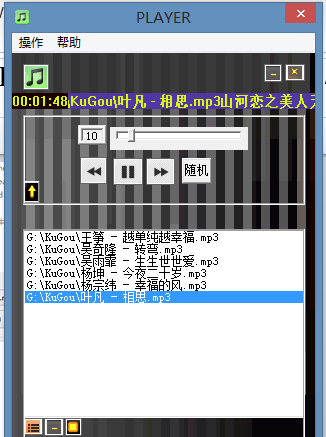 PLAYER
操作 帮助
00:01:48\KuGou\叶凡 - 相思.mp3山河恋之美人无
10
随机
G:\KuGou\王筝 - 越单纯越幸福.mp3
G:\KuGou\吴奇隆 - 转弯.mp3
G:\KuGou\吴雨霏 - 生生世世爱.mp3
G:\KuGou\杨坤 - 今夜二十岁.mp3
G:\KuGou\杨宗纬 - 幸福的风.mp3
G:\KuGou\叶凡 - 相思.mp3